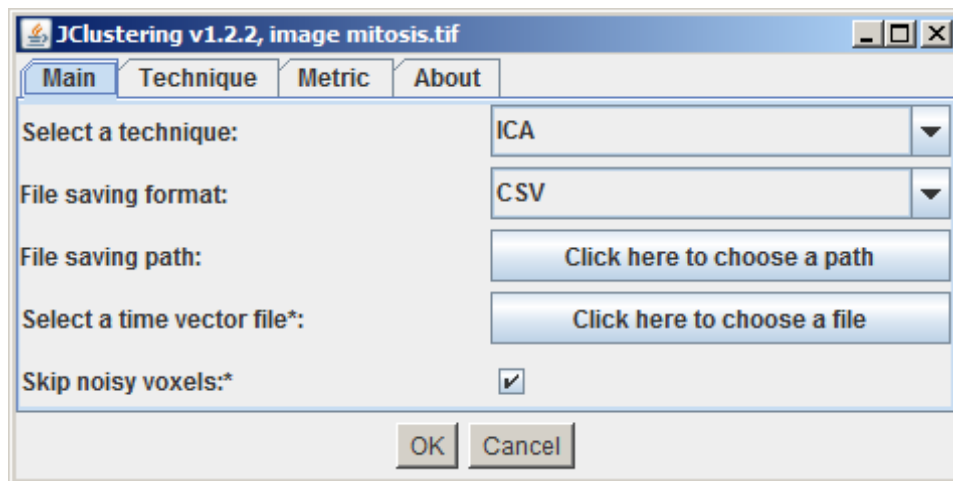 JClustering v1.2.2, image mitosis.tif
Main Technique Metric About
Select a technique: ICA
File saving format: CSV
File saving path: Click here to choose a path
Select a time vector file*: Click here to choose a file
Skip noisy voxels:*
OK Cancel